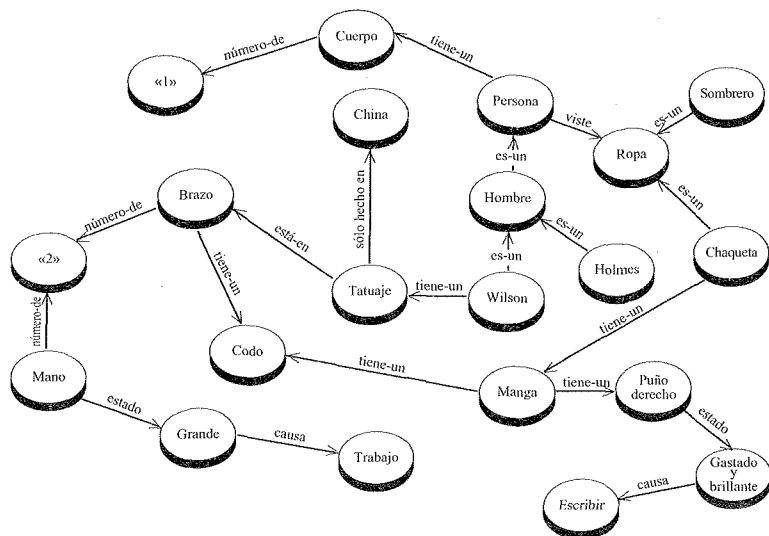 Cuerpo
tiene-un
número-de
«1»
China
Persona
Sombrero
es-un
viste
Ropa
es-un
Brazo
sólo hecho en
Hombre
es-un
es-un
número-de
está-en
«2»
tiene-un
es-un
Chaqueta
Holmes
Tatuaje
tiene-un
Wilson
número-de
tiene-un
Codo
tiene-un
Mano
Manga
tiene-un
Puño
derecho
estado
estado
Grande
causa
Trabajo
Gastado
y
brillante
causa
Escribir